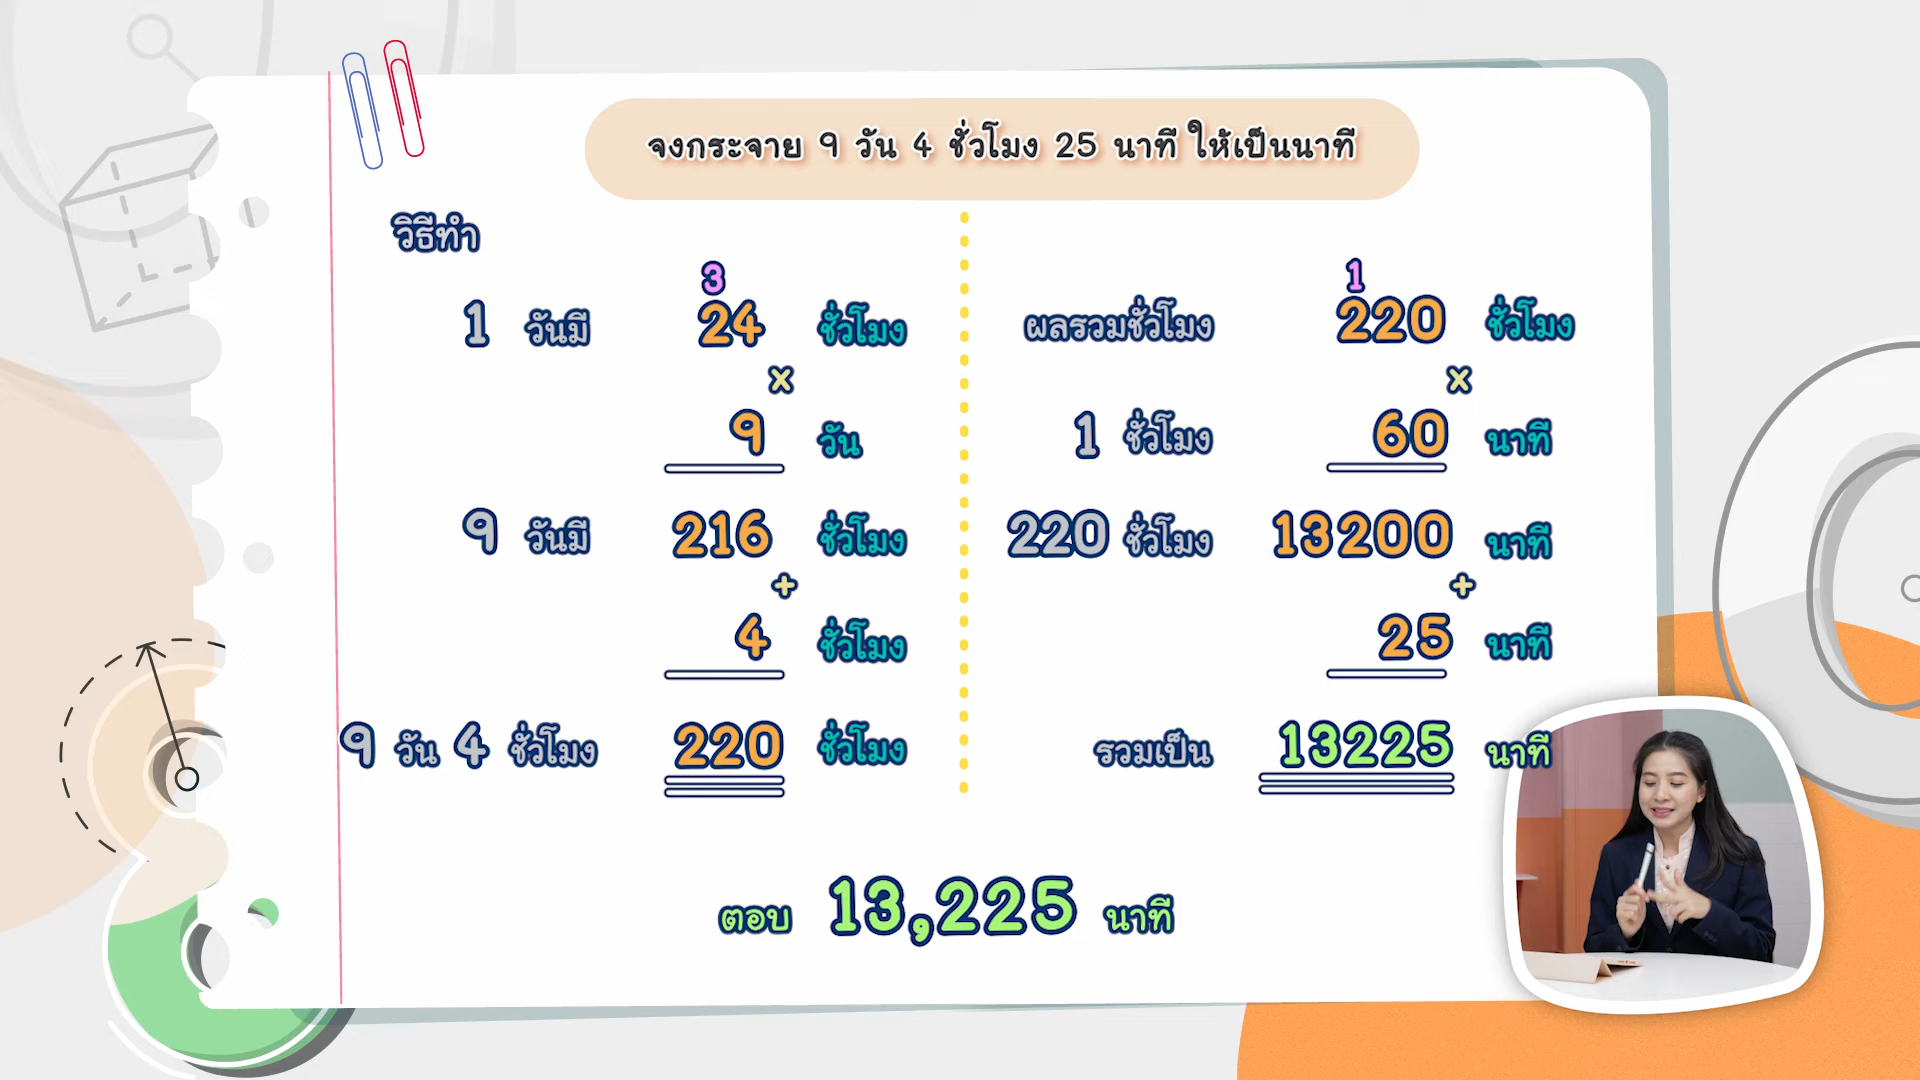 จงกระจาย 9 วัน 4 ชั่วโมง 25 นาที ให้เป็นนาที
วิธีทำ
3
1 วันมี 24 ชั่วโมง
x
9 วัน
9 วันมี 216 ชั่วโมง
+
4 ชั่วโมง
9 วัน 4 ชั่วโมง 220 ชั่วโมง
1
ผลรวมชั่วโมง 220 ชั่วโมง
x
1 ชั่วโมง 60 นาที
220 ชั่วโมง 13200 นาที
+
25 นาที
รวมเป็น 13225 นาที
ตอบ 13,225 นาที